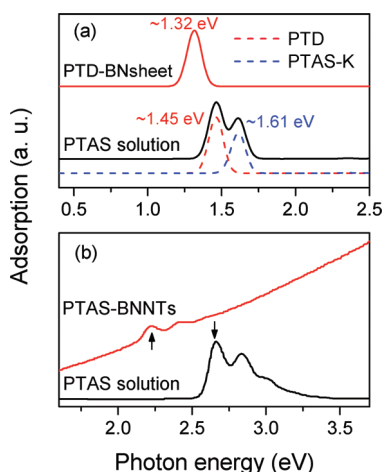 (a)
~1.32 eV
PTD
PTAS-K
PTD-BNsheet
~1.45 eV
~1.61 eV
PTAS solution
0.5 1.0 1.5 2.0 2.5
Adsorption (a. u.)
(b)
PTAS-BNNTs
PTAS solution
2.0 2.5 3.0 3.5
Photon energy (eV)